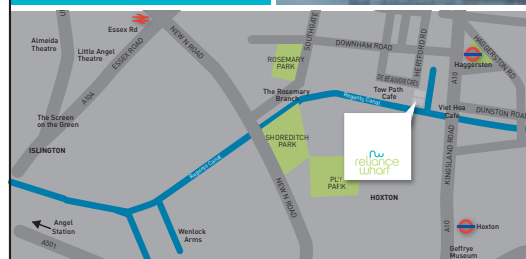 Almeida
Theatre
Little Angel
Theatre
Essex Rd
ESSEX ROAD
NEW N ROAD
SOUTHGATE
DOWNHAM ROAD
HERTFORD RD
HAGGERSTON RD
Haggerston
ROSEMARY
PARK
DE BEAUVOIR CRES
A104
A10
The Rosemary
Branch
Regents Canal
Tow Path
Cafe
Viet Hoa
Cafe
DUNSTON ROAD
The Screen
on the Green
ISLINGTON
SHOREDITCH
PARK
Regents Canal
reliance
wharf
KINGSLAND ROAD
PARK
HOXTON
NEW N ROAD
Angel
Station
A501
Wenlock
Arms
A10
Hoxton
Geffrye
Museum